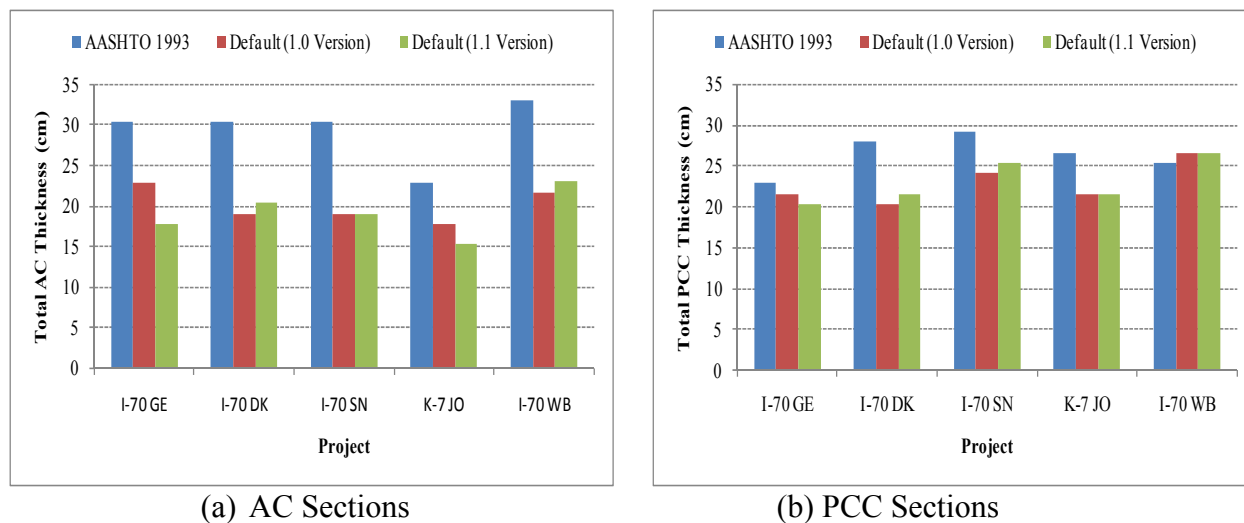 AASHTO 1993 Default (1.0 Version) Default (1.1 Version)
35
30
25
20
15
10
5
0
Total AC Thickness (cm)
I-70 GE I-70 DK I-70 SN K-7 JO I-70 WB
Project
(a) AC Sections
AASHTO 1993 Default (1.0 Version) Default (1.1 Version)
35
30
25
20
15
10
5
0
Total PCC Thickness (cm)
I-70 GE I-70 DK I-70 SN K-7 JO I-70 WB
Project
(b) PCC Sections